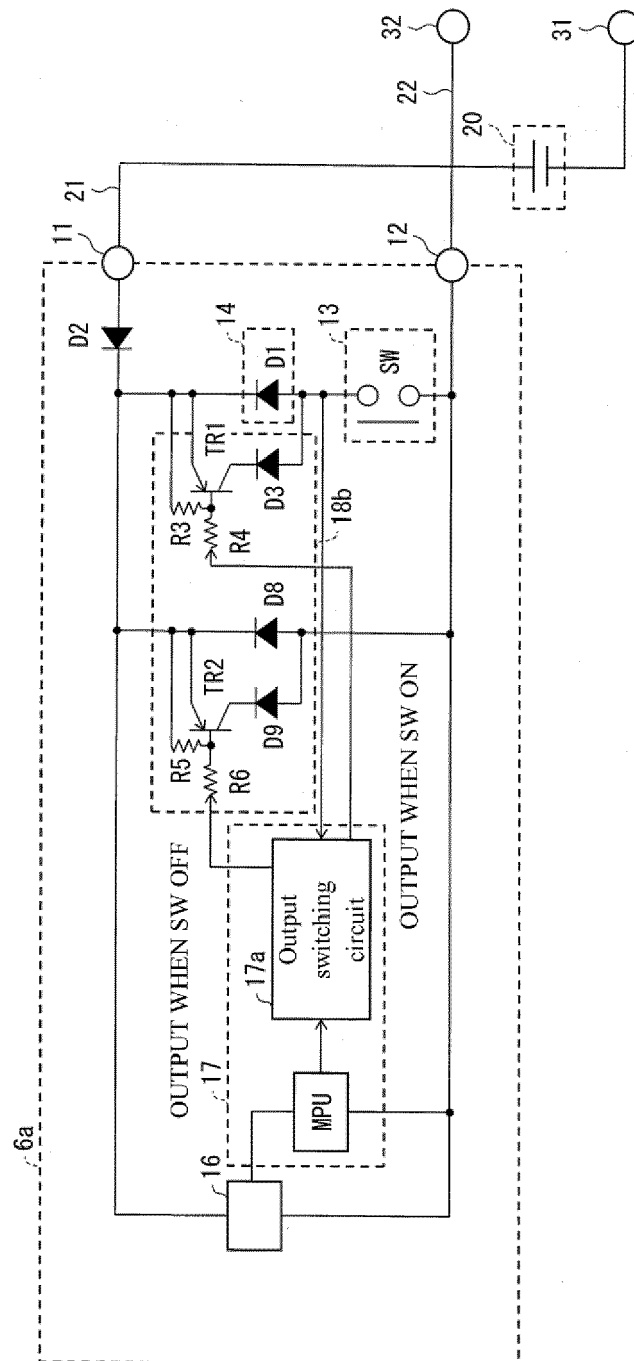 6a
16
17
17a
MPU
Output
switching
circuit
OUTPUT WHEN SW OFF
OUTPUT WHEN SW ON
R5
R6
TR2
D9
D8
R3
R4
TR1
D3
18b
14
D1
13
SW
D2
11
12
21
22
20
32
31